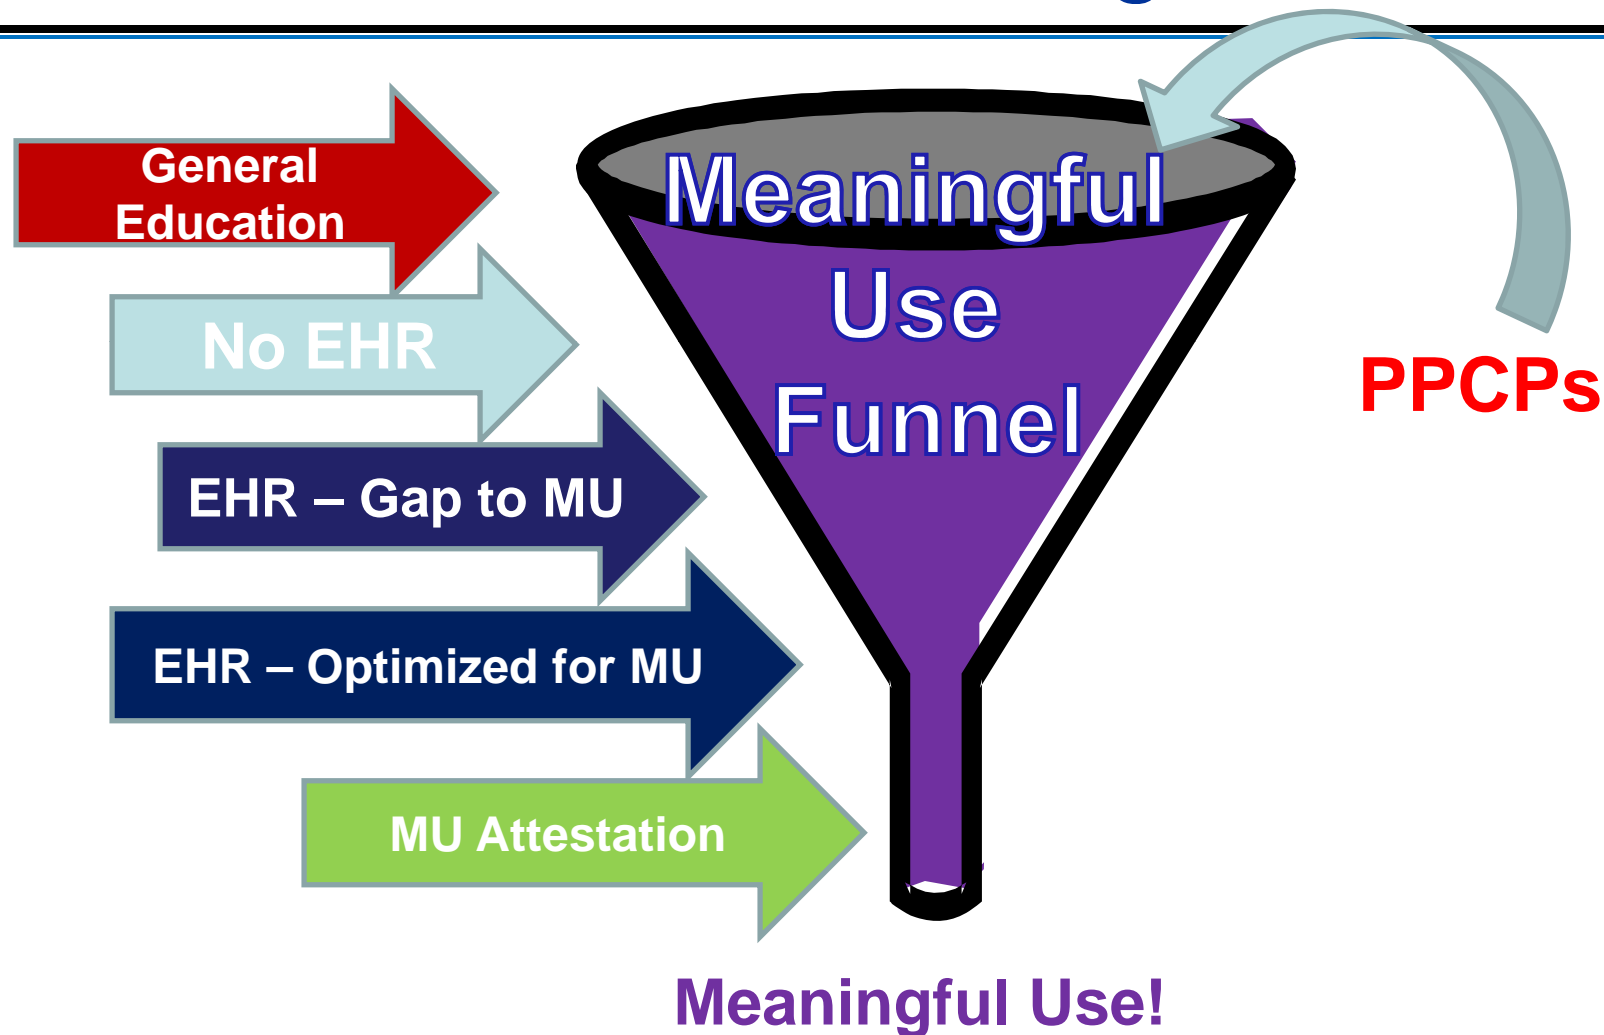 General
Education
No EHR
EHR – Gap to MU
EHR – Optimized for MU
MU Attestation
Meaningful
Use
Funnel
PPCPs
Meaningful Use!